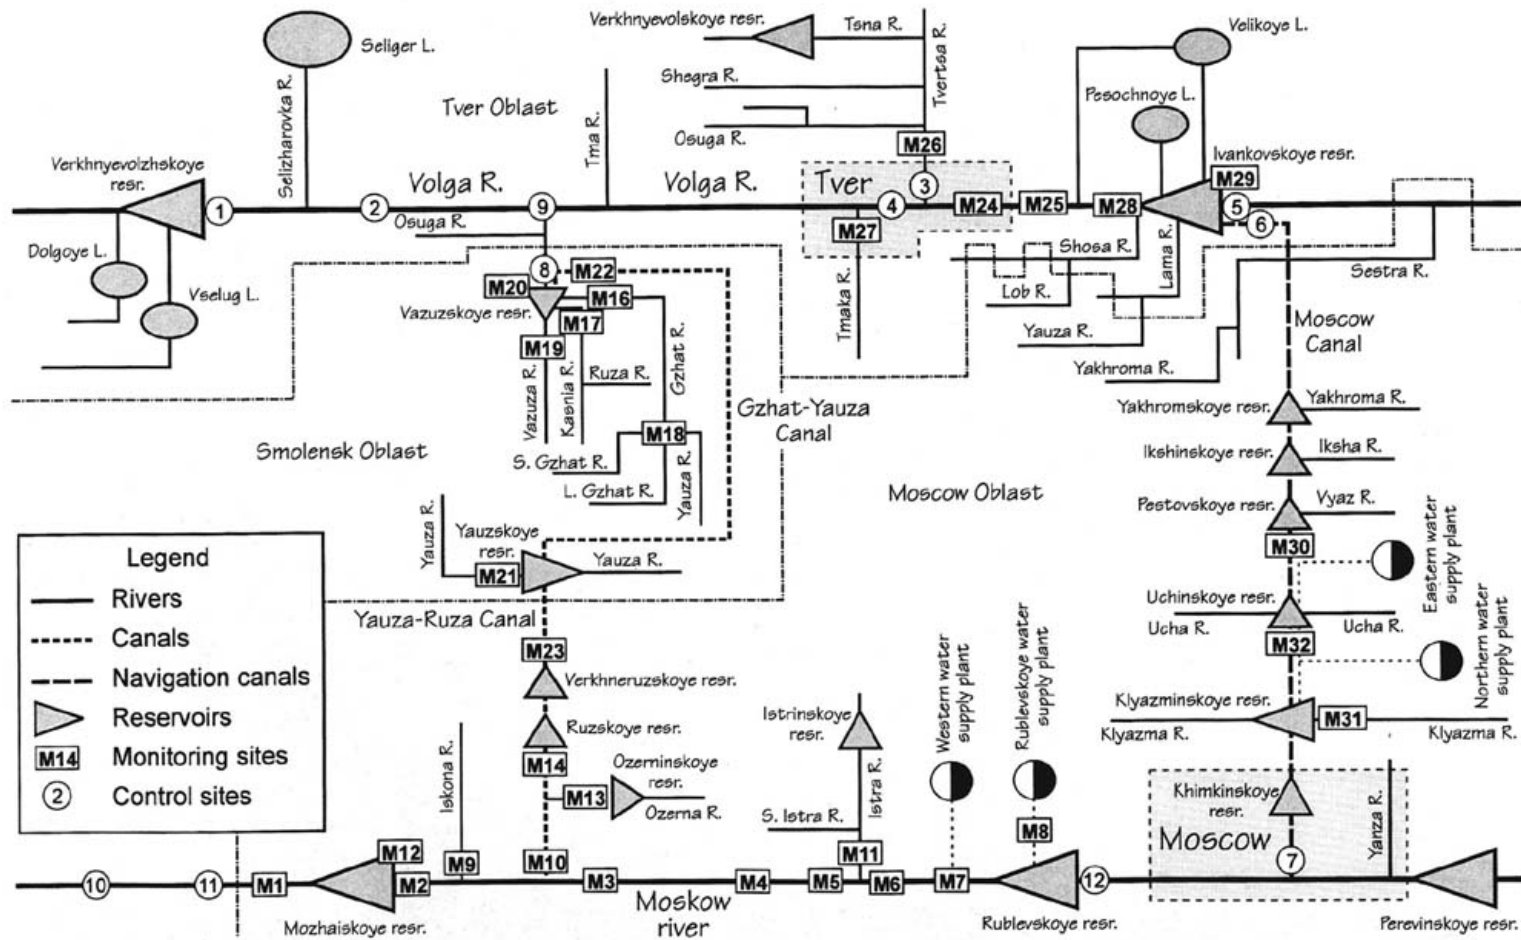 Seliger L.
Verkhnyevolskoye resr.
Tsna R.
Tvertsa R.
Velikoye L.
Shegra R.
Pesochnoye L.
Selizharovka R.
Tver Oblast
Tma R.
Osuga R.
M26
Ivankovskoye resr.
Verkhnyevolzhskoye
resr.
M29
Volga R.
Volga R.
Tver
3
1
2
9
4
M24
M25
M28
5
6
Osuga R.
M27
Dolgoye L.
Shosa R.
Lama R.
8
M22
Sestra R.
M20
M16
Lob R.
Vselug L.
Vazuzskoye resr.
M17
Tmaka R.
Moscow
Canal
M19
Gzhat R.
Yauza R.
Ruza R.
Yakhroma R.
Vazuza R.
Kasnia R.
Gzhat-Yauza
Canal
Yakhromskoye resr.
Yakhroma R.
M18
Smolensk Oblast
S. Gzhat R.
Ikshinskoye resr.
Iksha R.
L. Gzhat R.
Yauza R.
Moscow Oblast
Pestovskoye resr.
Vyaz R.
Yauza R.
Yauzskoye
resr.
M30
Eastern water
supply plant
Legend
M21
Yauza R.
Rivers
Yauza-Ruza Canal
Uchinskoye resr.
Ucha R.
Ucha R.
Canals
M23
M32
Northern water
supply plant
Navigation canals
Verkhneruzskoye resr.
Western water
supply plant
Rublevskoye water
supply plant
Klyazminskoye
resr.
Reservoirs
Ruzskoye resr.
Istrinskoye
resr.
M31
Klyazma R.
Klyazma R.
M14
Monitoring sites
Iskona R.
M14
Ozerninskoye
resr.
Istra R.
2
Control sites
M13
Ozerna R.
Khimkinskoye
resr.
S. Istra R.
M8
Moscow
Yanza R.
M12
M9
M10
M11
7
10
11
M1
M2
M3
M4
M5
M6
M7
12
Mozhaiskoye resr.
Moskow
river
Rublevskoye resr.
Perevinskoye resr.